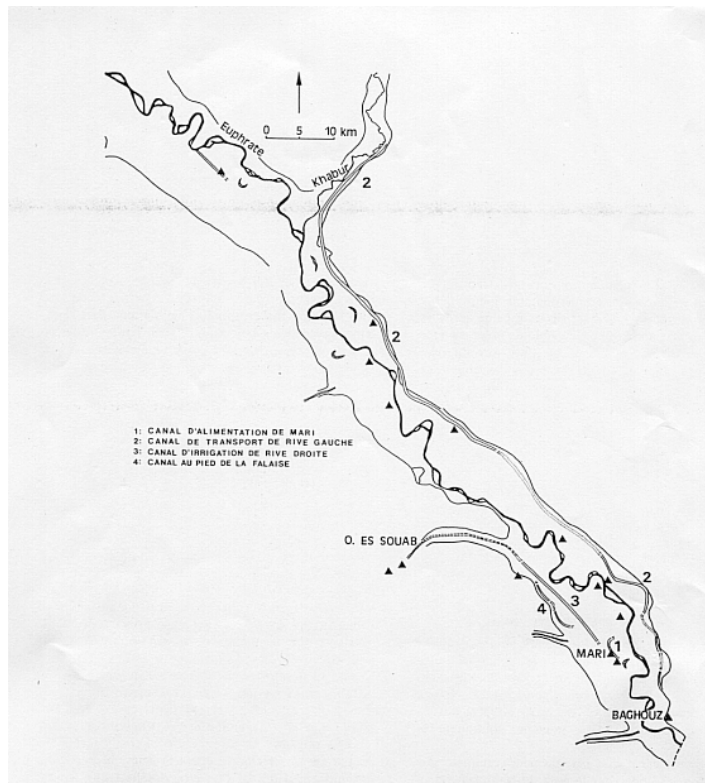 Euphrate
0 5 10 km
Khabur
2
2
1: CANAL D'ALIMENTATION DE MARI
2: CANAL DE TRANSPORT DE RIVE GAUCHE
3: CANAL D'IRRIGATION DE RIVE DROITE
4: CANAL AU PIED DE LA FALAISE
O. ES SOUAB
2
3
4
1
MARI
BAGHOUZ